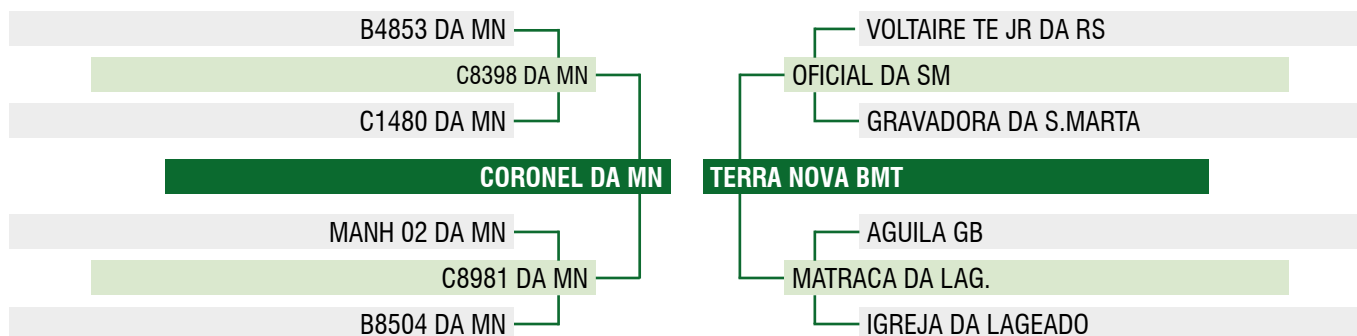 B4853 DA MN
VOLTAIRE TE JR DA RS
C8398 DA MN
OFICIAL DA SM
C1480 DA MN
GRAVADORA DA S.MARTA
CORONEL DA MN
TERRA NOVA BMT
MANH 02 DA MN
AGUILA GB
C8981 DA MN
MATRACA DA LAG.
B8504 DA MN
IGREJA DA LAGEADO